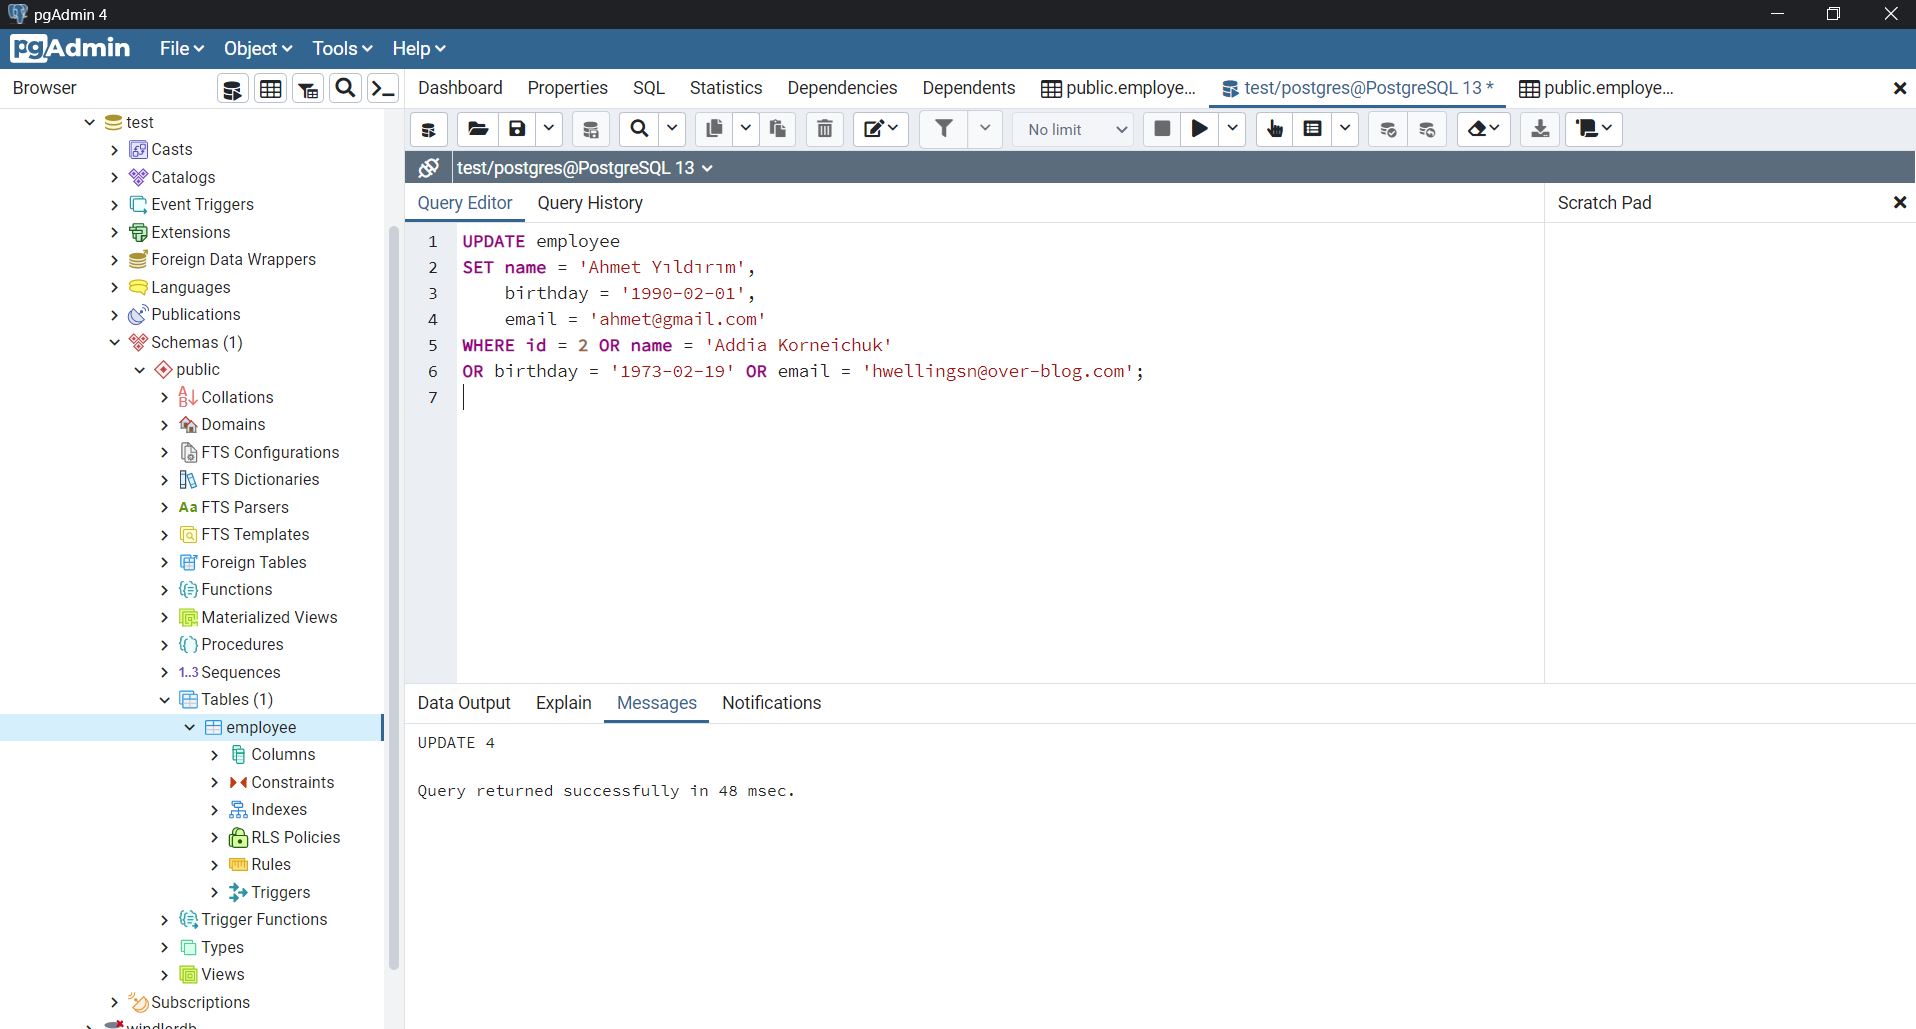 pgAdmin 4
pgAdmin File Object Tools Help
Browser
Dashboard Properties SQL Statistics Dependencies Dependents public.employe... test/postgres@PostgreSQL 13 * public.employe...
No limit
test/postgres@PostgreSQL 13
Query Editor Query History
Scratch Pad
test
Casts
Catalogs
Event Triggers
Extensions
Foreign Data Wrappers
Languages
Publications
Schemas (1)
public
Collations
Domains
FTS Configurations
FTS Dictionaries
Aa FTS Parsers
FTS Templates
Foreign Tables
Functions
Materialized Views
Procedures
1..3 Sequences
Tables (1)
employee
Columns
Constraints
Indexes
RLS Policies
Rules
Triggers
Trigger Functions
Types
Views
Subscriptions
1 UPDATE employee
2 SET name = 'Ahmet Yıldırım',
3 birthday = '1990-02-01',
4 email = 'ahmet@gmail.com'
5 WHERE id = 2 OR name = 'Addia Korneichuk'
6 OR birthday = '1973-02-19' OR email = 'hwellingsn@over-blog.com';
7
Data Output Explain Messages Notifications
UPDATE 4
Query returned successfully in 48 msec.